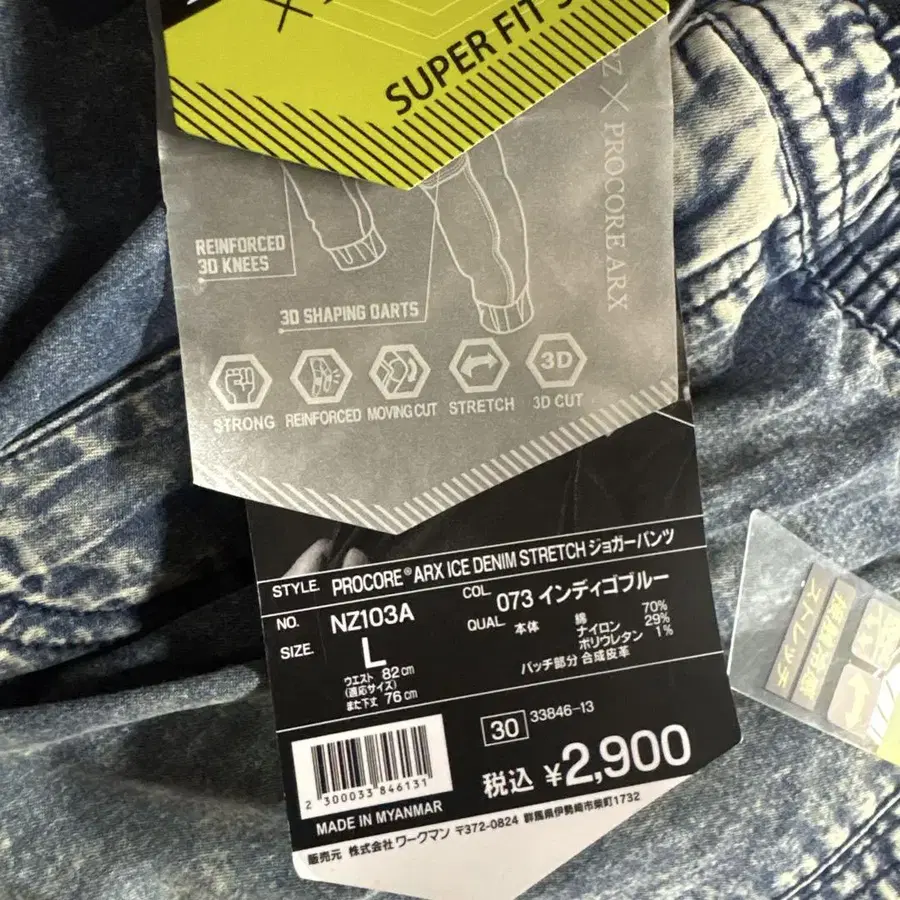 SUPER FIT
PROCORE ARX
REINFORCED
3D KNEES
3D SHAPING DARTS
STRONG REINFORCED MOVING CUT STRETCH 3D 3D CUT
STYLE. PROCORE® ARX ICE DENIM STRETCH ジョガーパンツ
NO. NZ103A COL. 073 インディゴブルー
SIZE. L QUAL. 本体 綿 70%
ナイロン 29%
ポリウレタン 1%
パッチ部分 合成皮革
ウエスト 82cm
(適応サイズ)
また下丈 76cm
30 33846-13
税込 ¥2,900
2 300033 846131
MADE IN MYANMAR
販売元 株式会社ワークマン 〒372-0824 群馬県伊勢崎市柴町1732
ストレッチ